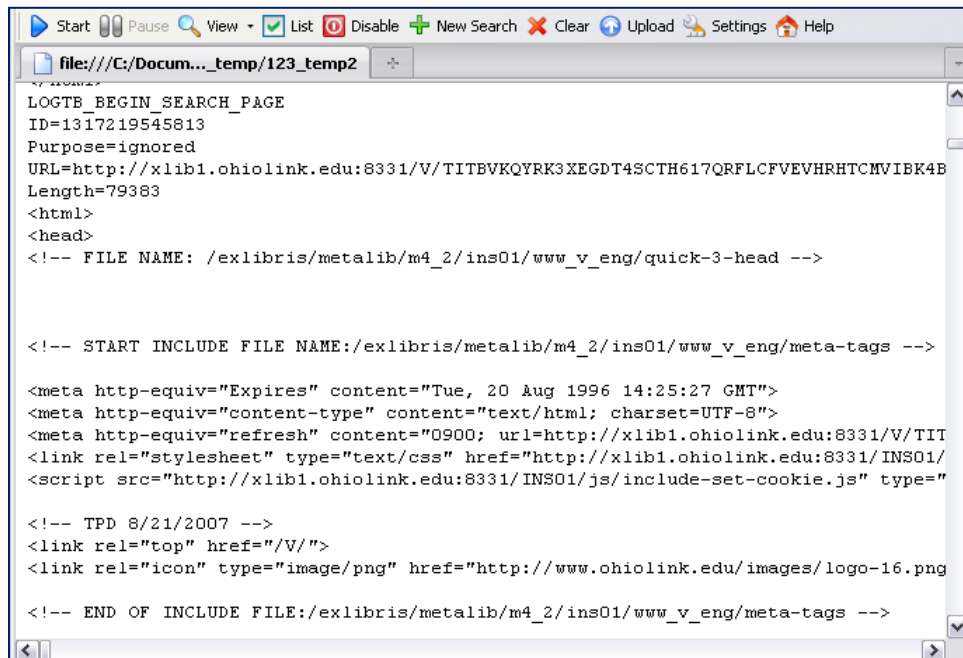 Start Pause View List Disable New Search Clear Upload Settings Help
file:///C:/Docum..._temp/123_temp2
</html>
LOGTB_BEGIN_SEARCH_PAGE
ID=1317219545813
Purpose=ignored
URL=http://xlib1.ohiolink.edu:8331/V/TITBVKQYRK3XEGDT4SCTH617QRFLCFVEVHRHTCMVIBK4B
Length=79383
<html>
<head>
<!-- FILE NAME: /exlibris/metalib/m4_2/ins01/www_v_eng/quick-3-head -->
<!-- START INCLUDE FILE NAME:/exlibris/metalib/m4_2/ins01/www_v_eng/meta-tags -->
<meta http-equiv="Expires" content="Tue, 20 Aug 1996 14:25:27 GMT">
<meta http-equiv="content-type" content="text/html; charset=UTF-8">
<meta http-equiv="refresh" content="0900; url=http://xlib1.ohiolink.edu:8331/V/TIT
<link rel="stylesheet" type="text/css" href="http://xlib1.ohiolink.edu:8331/INS01/
<script src="http://xlib1.ohiolink.edu:8331/INS01/js/include-set-cookie.js" type="
<!-- TPD 8/21/2007 -->
<link rel="top" href="/V/">
<link rel="icon" type="image/png" href="http://www.ohiolink.edu/images/logo-16.png
<!-- END OF INCLUDE FILE:/exlibris/metalib/m4_2/ins01/www_v_eng/meta-tags -->